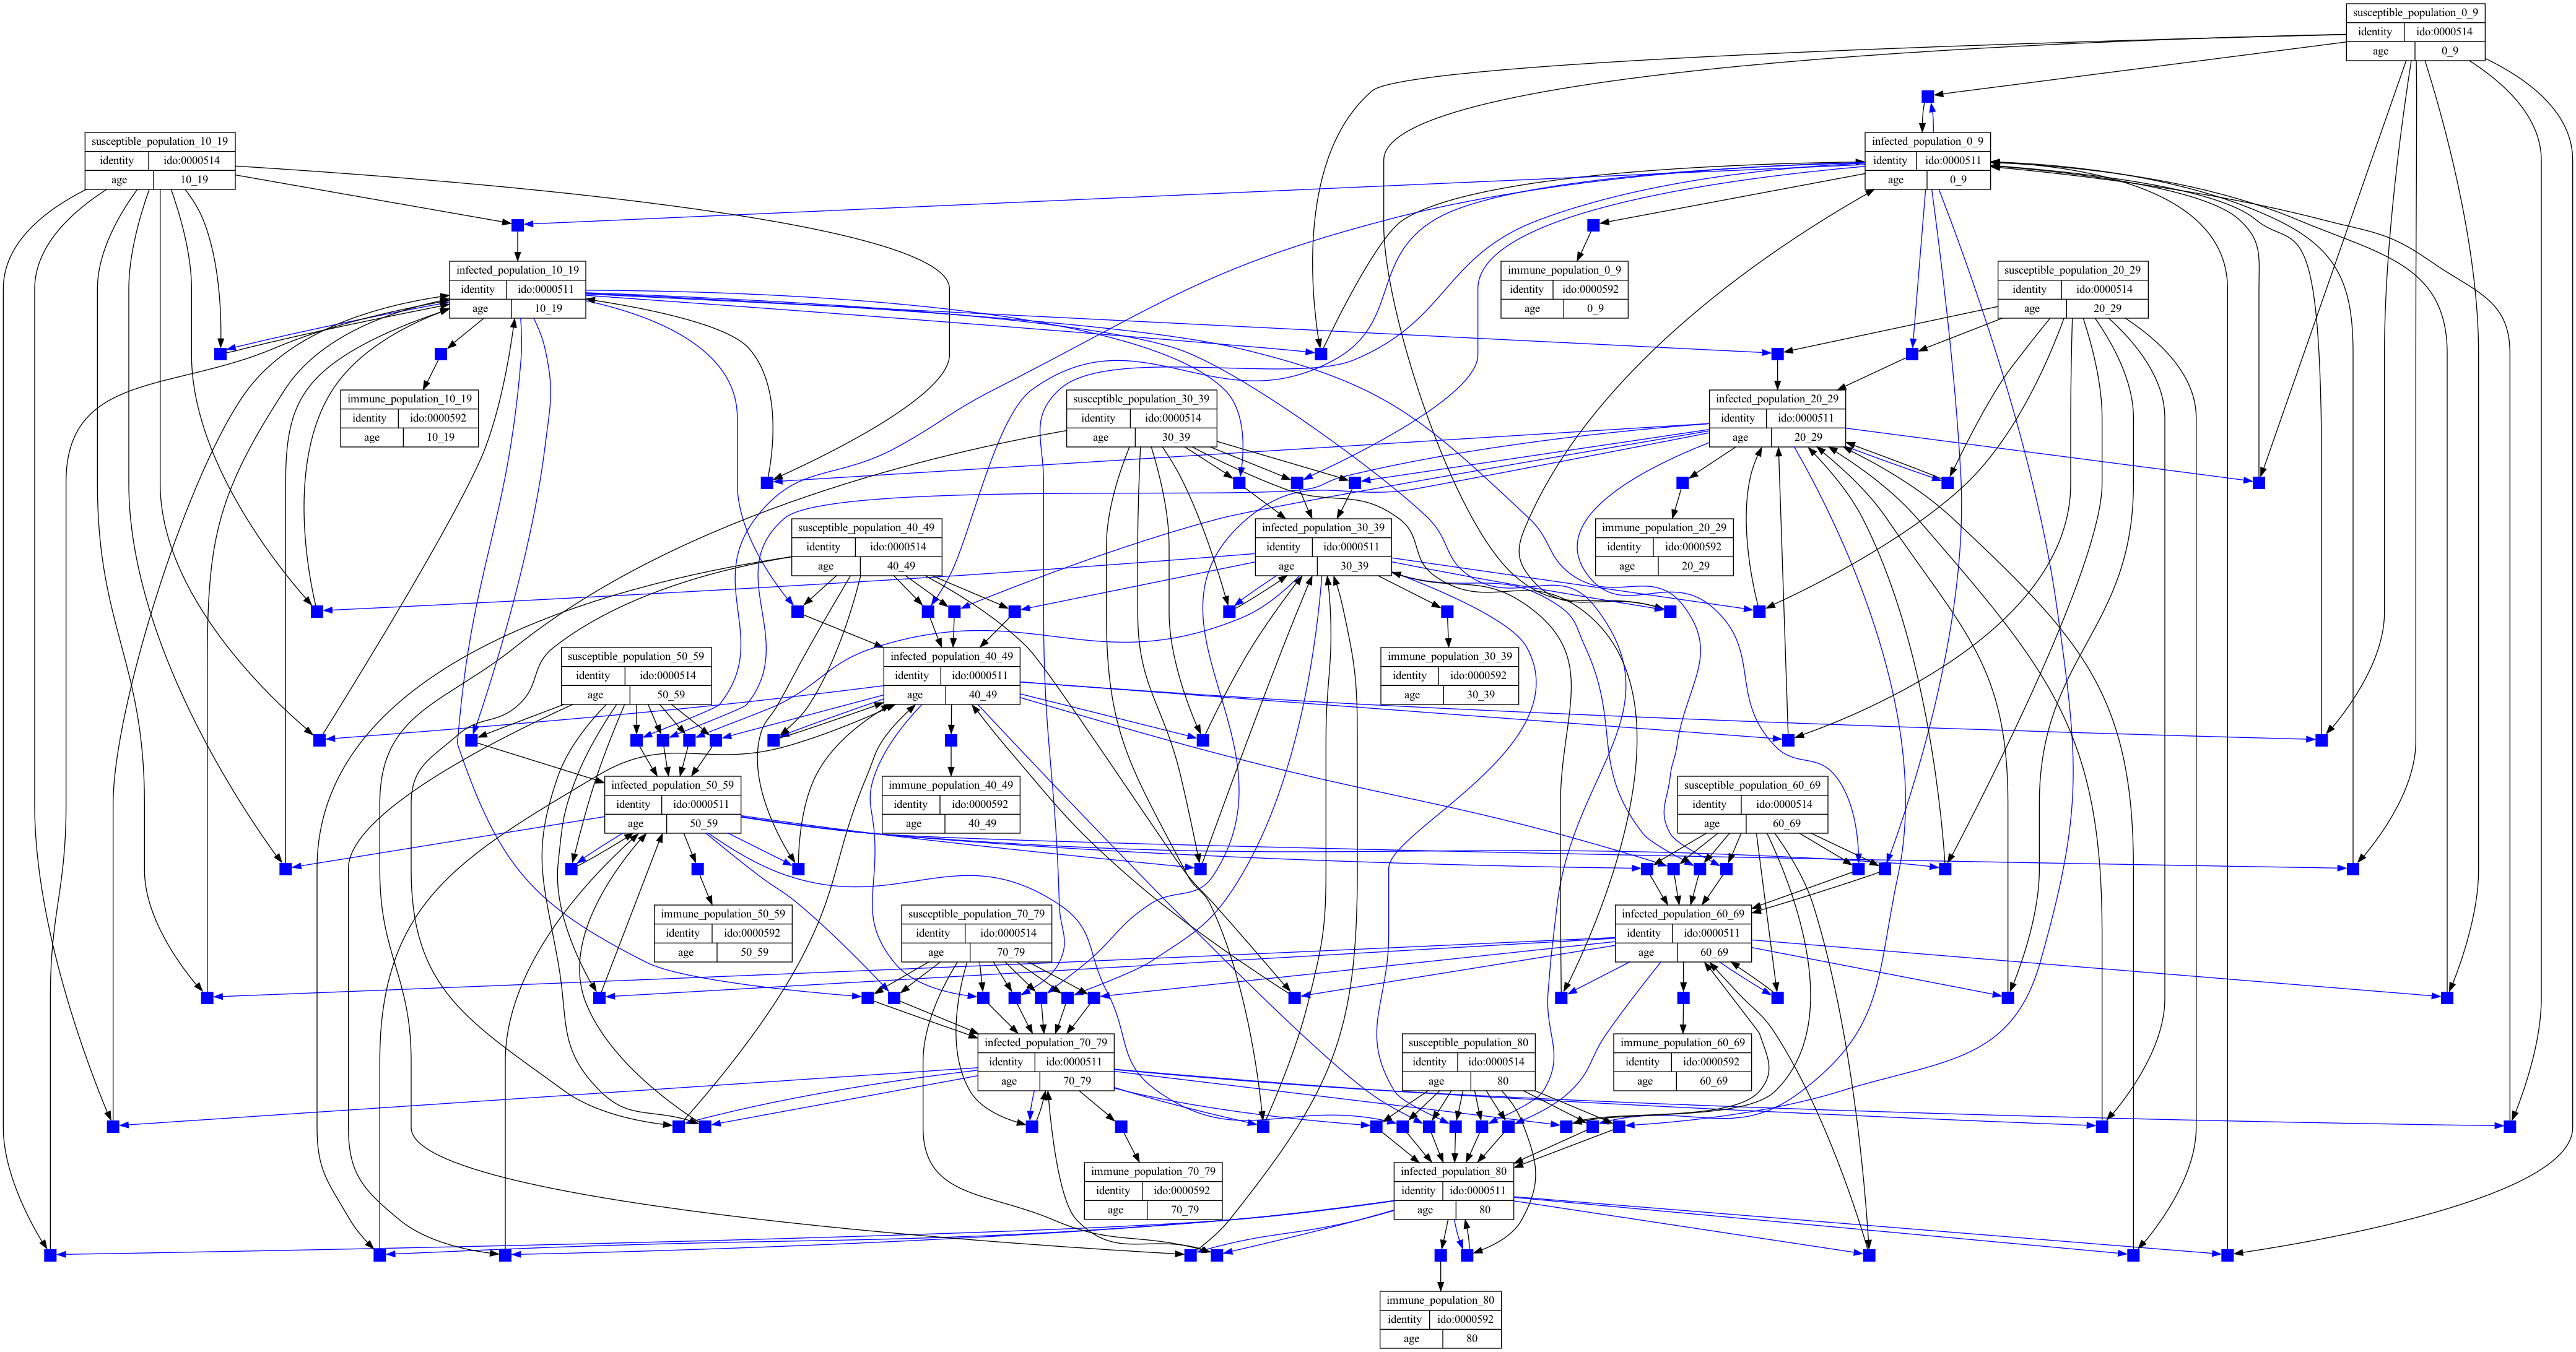 susceptible_population_0_9
identity ido:0000514
age 0_9
susceptible_population_10_19
identity ido:0000514
age 10_19
infected_population_0_9
identity ido:0000511
age 0_9
infected_population_10_19
identity ido:0000511
age 10_19
immune_population_0_9
identity ido:0000592
age 0_9
susceptible_population_20_29
identity ido:0000514
age 20_29
immune_population_10_19
identity ido:0000592
age 10_19
susceptible_population_30_39
identity ido:0000514
age 30_39
infected_population_20_29
identity ido:0000511
age 20_29
susceptible_population_40_49
identity ido:0000514
age 40_49
infected_population_30_39
identity ido:0000511
age 30_39
immune_population_20_29
identity ido:0000592
age 20_29
susceptible_population_50_59
identity ido:0000514
age 50_59
infected_population_40_49
identity ido:0000511
age 40_49
immune_population_30_39
identity ido:0000592
age 30_39
infected_population_50_59
identity ido:0000511
age 50_59
immune_population_40_49
identity ido:0000592
age 40_49
susceptible_population_60_69
identity ido:0000514
age 60_69
immune_population_50_59
identity ido:0000592
age 50_59
susceptible_population_70_79
identity ido:0000514
age 70_79
infected_population_60_69
identity ido:0000511
age 60_69
infected_population_70_79
identity ido:0000511
age 70_79
susceptible_population_80
identity ido:0000514
age 80
immune_population_60_69
identity ido:0000592
age 60_69
immune_population_70_79
identity ido:0000592
age 70_79
infected_population_80
identity ido:0000511
age 80
immune_population_80
identity ido:0000592
age 80